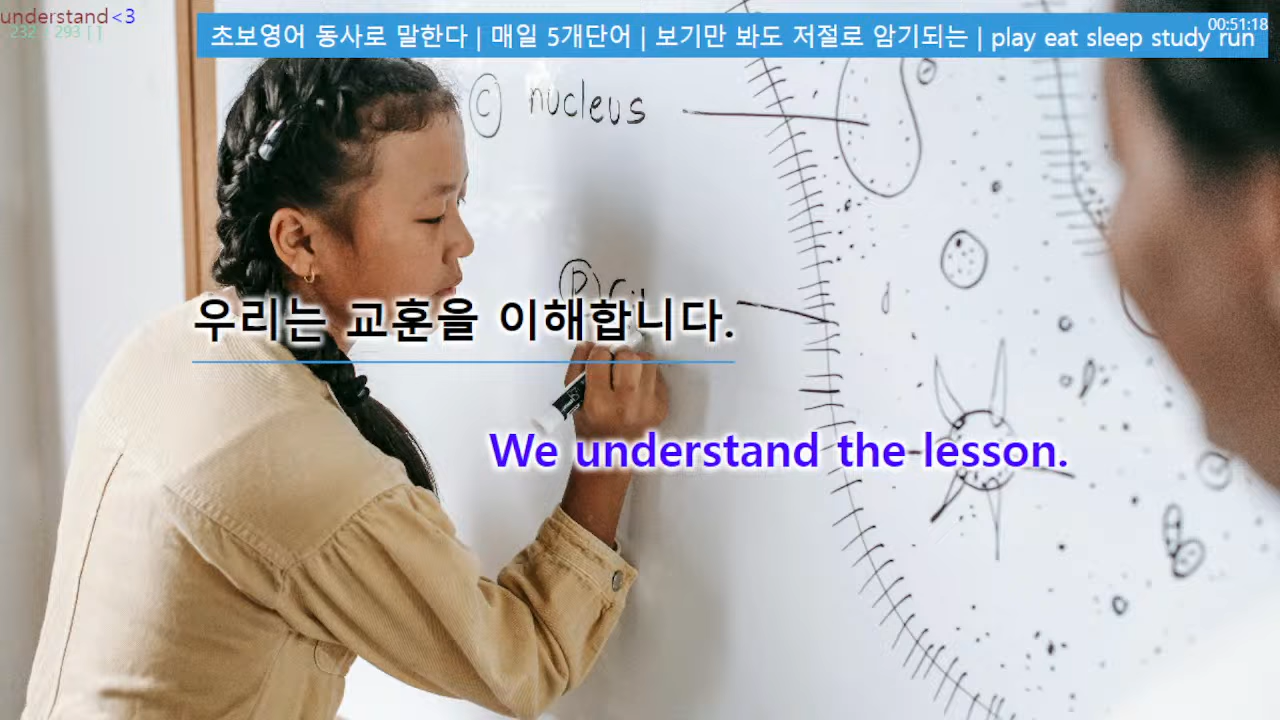 understand<3
232 / 293 [ ]
00:51:18
초보영어 동사로 말한다 | 매일 5개단어 | 보기만 봐도 저절로 암기되는 | play eat sleep study run
C nucleus
B
우리는 교훈을 이해합니다.
We understand the lesson.